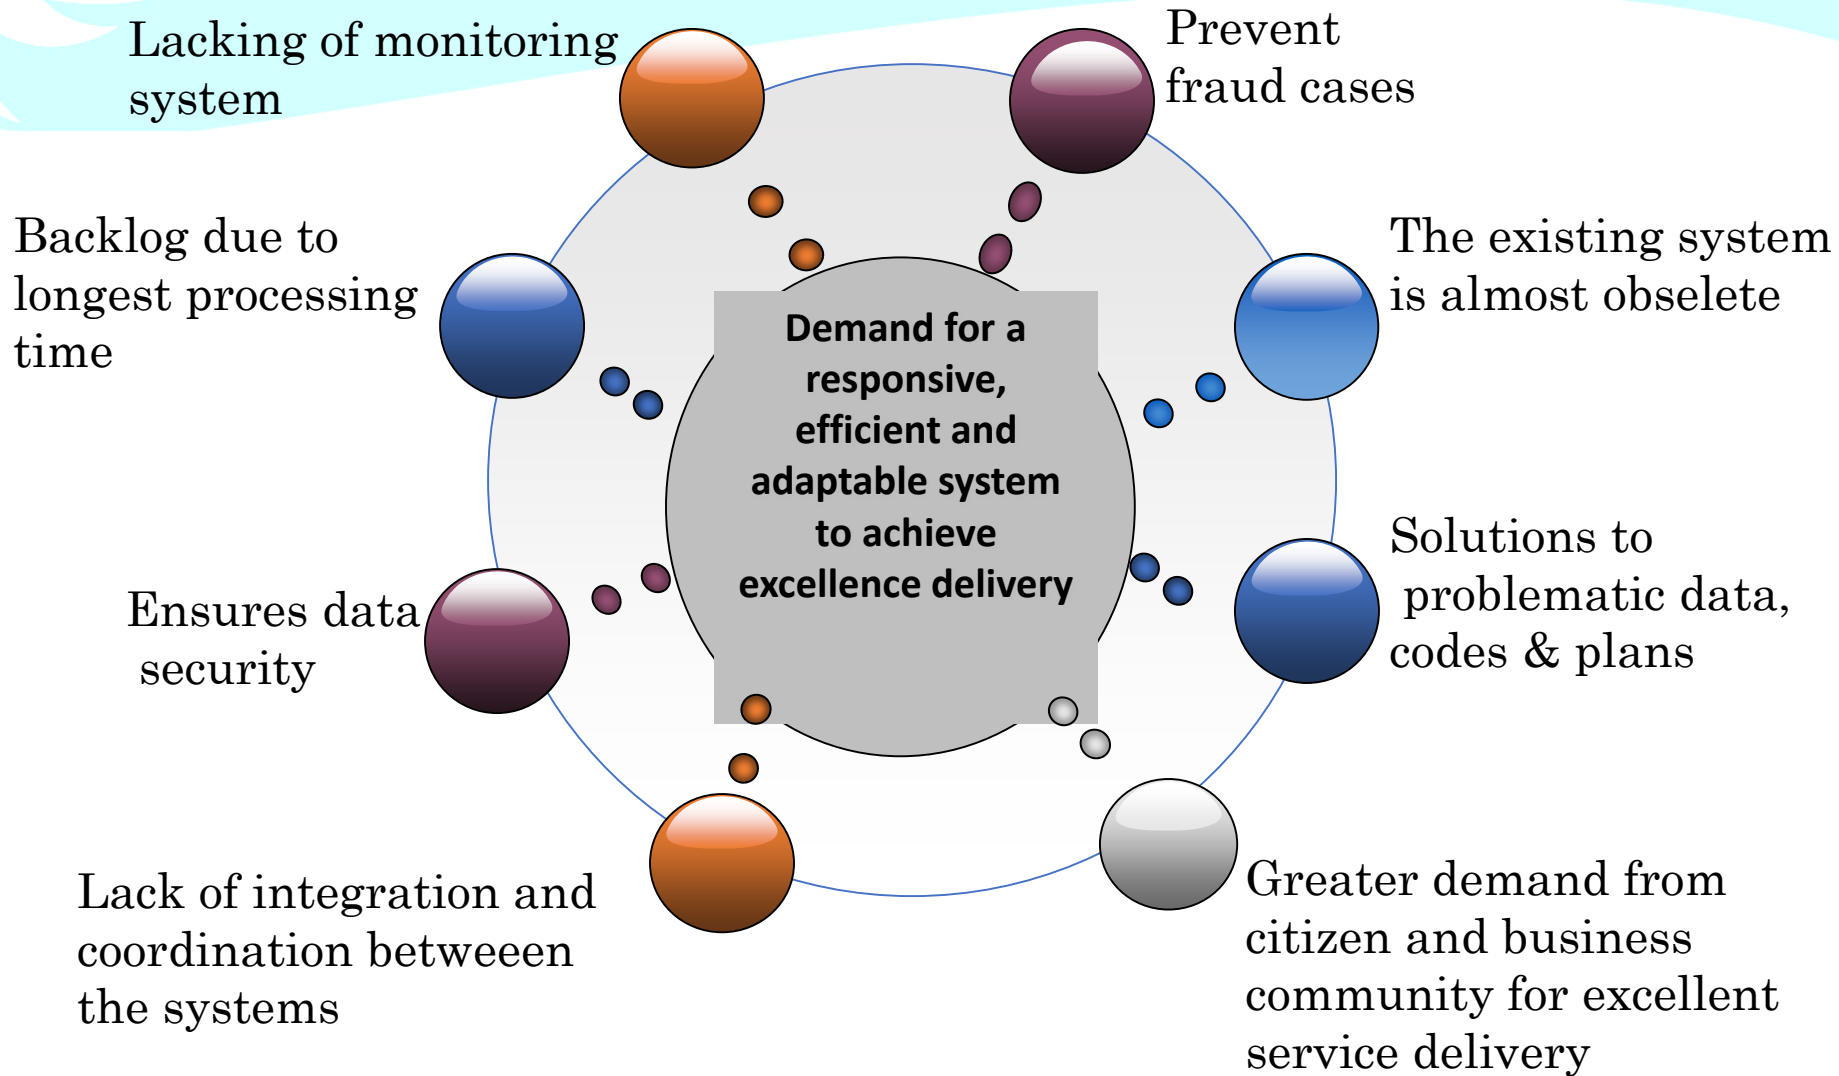 Lacking of monitoring
system
Prevent
fraud cases
Backlog due to
longest processing
time
The existing system
is almost obselete
Demand for a
responsive,
efficient and
adaptable system
to achieve
excellence delivery
Ensures data
security
Solutions to
problematic data,
codes & plans
Lack of integration and
coordination betweeen
the systems
Greater demand from
citizen and business
community for excellent
service delivery